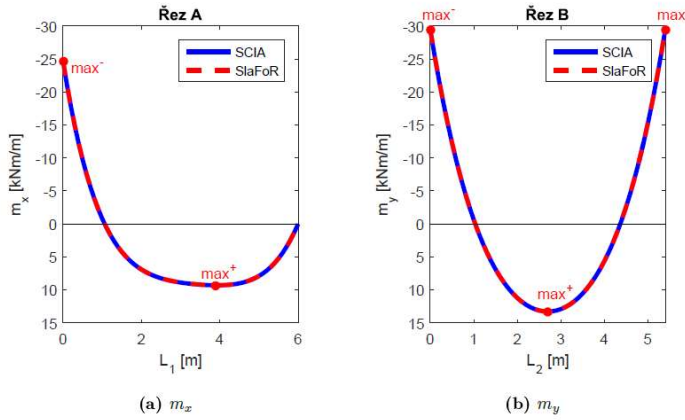 Řez A
-30
-25
-20
-15
-10
-5
0
5
10
15
m_x [kNm/m]
max⁻
max⁺
SCIA
SlaFoR
0 2 4 6
L_1 [m]
(a) m_x
Řez B
-30
-25
-20
-15
-10
-5
0
5
10
15
m_y [kNm/m]
max⁻
max
max⁺
SCIA
SlaFoR
0 1 2 3 4 5
L_2 [m]
(b) m_y